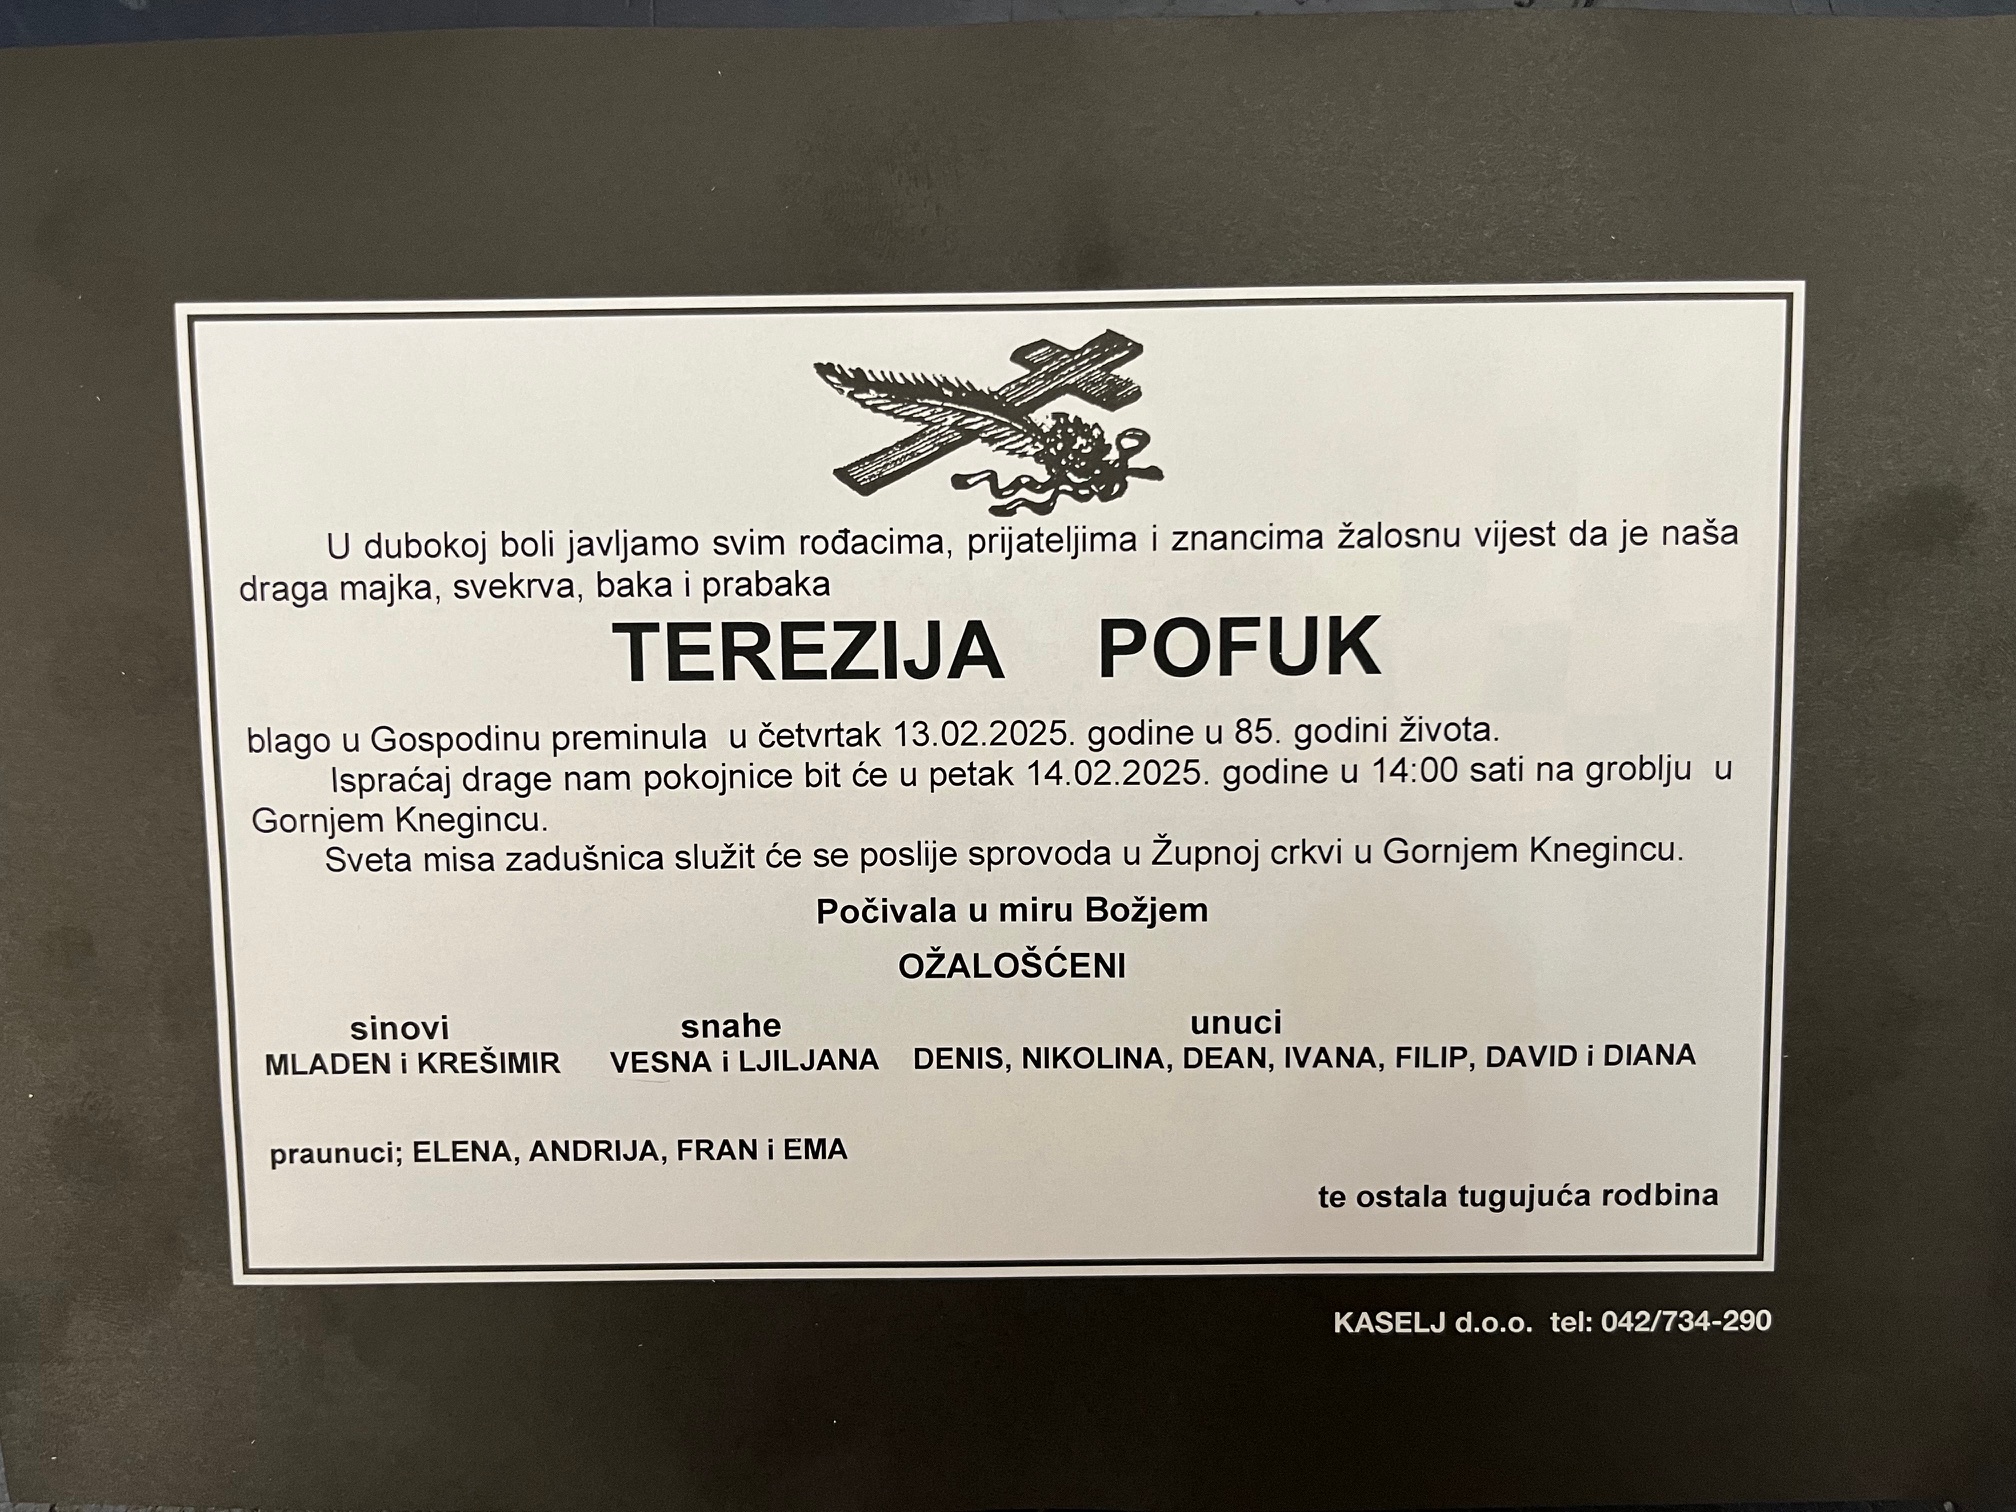 U dubokoj boli javljamo svim rođacima, prijateljima i znancima žalosnu vijest da je naša
draga majka, svekrva, baka i prabaka
TEREZIJA POFUK
blago u Gospodinu preminula u četvrtak 13.02.2025. godine u 85. godini života.
Ispraćaj drage nam pokojnice bit će u petak 14.02.2025. godine u 14:00 sati na groblju u
Gornjem Knegincu.
Sveta misa zadušnica služit će se poslije sprovoda u Župnoj crkvi u Gornjem Knegincu.
Počivala u miru Božjem
OŽALOŠĆENI
sinovi snahe unuci
MLADEN i KREŠIMIR VESNA i LJILJANA DENIS, NIKOLINA, DEAN, IVANA, FILIP, DAVID i DIANA
praunuci; ELENA, ANDRIJA, FRAN i EMA
te ostala tugujuća rodbina
KASELJ d.o.o. tel: 042/734-290